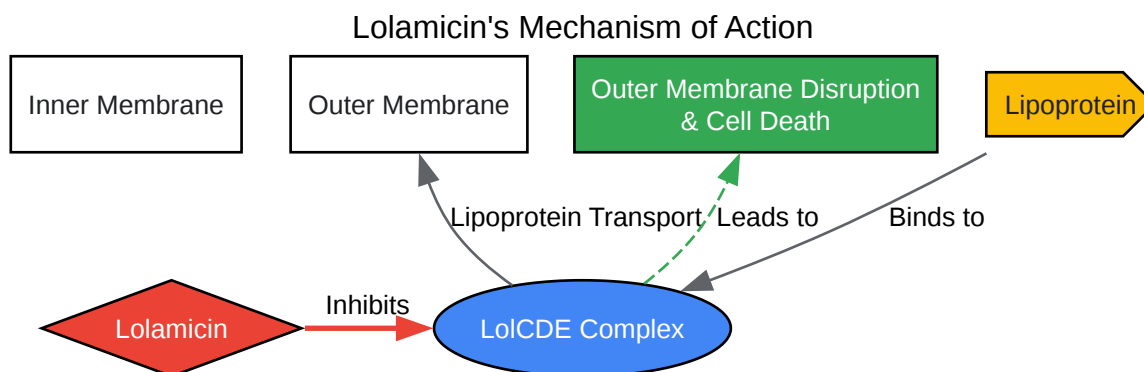 Lolamicin's Mechanism of Action
Inner Membrane
Outer Membrane
Outer Membrane Disruption
& Cell Death
Lipoprotein
Lipoprotein Transport
Leads to
Binds to
Inhibits
Lolamicin
LolCDE Complex